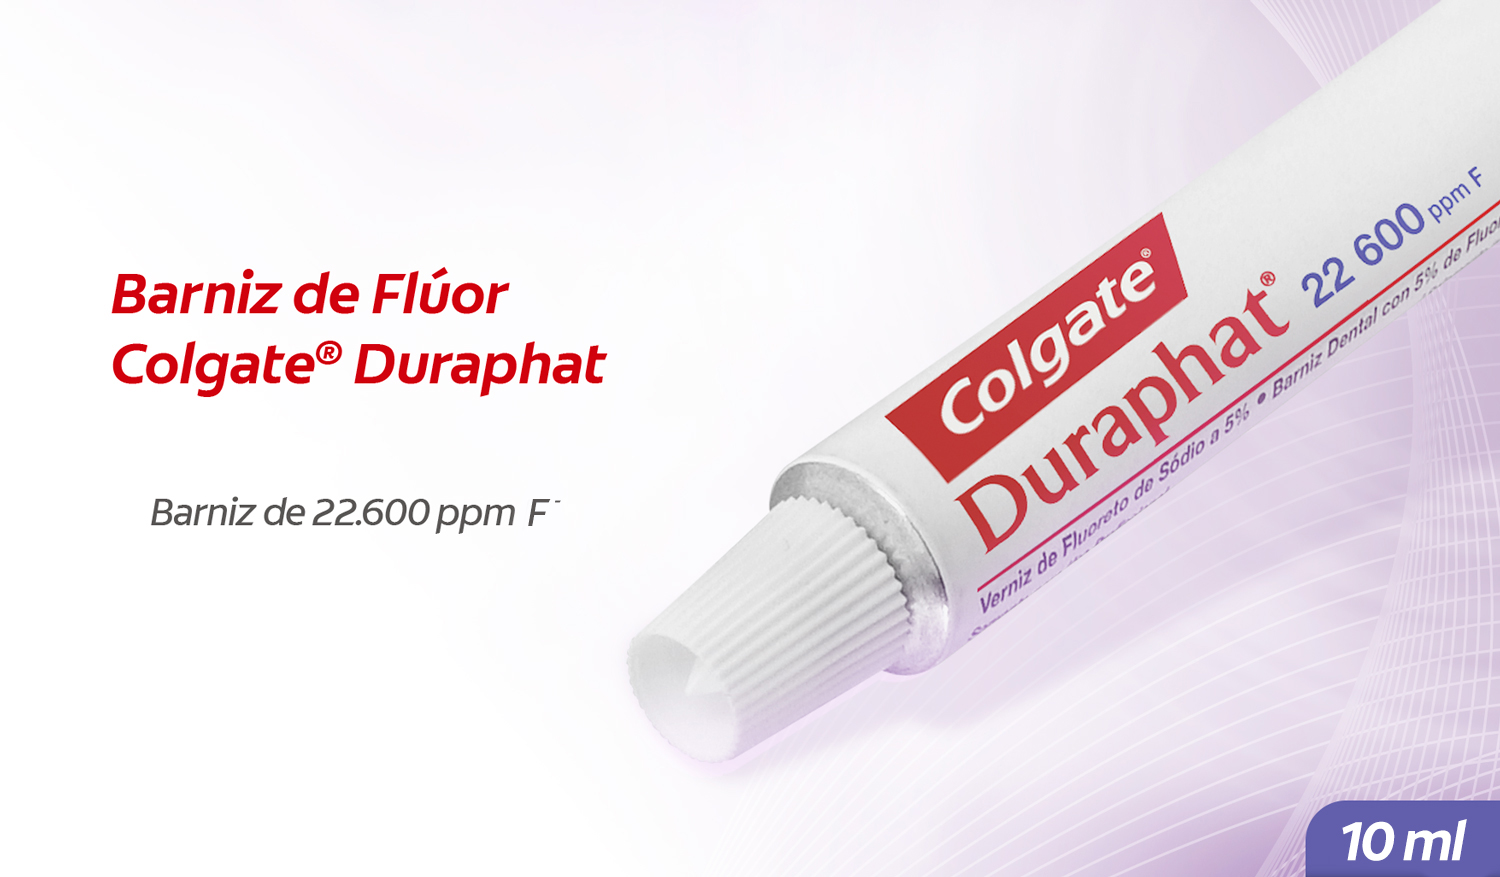 Barniz de Flúor
Colgate® Duraphat
Barniz de 22.600 ppm F-
Colgate®
Duraphat® 22 600 ppm F
Verniz de Fluoreto de Sódio a 5% • Barniz Dental con 5% de
10 ml